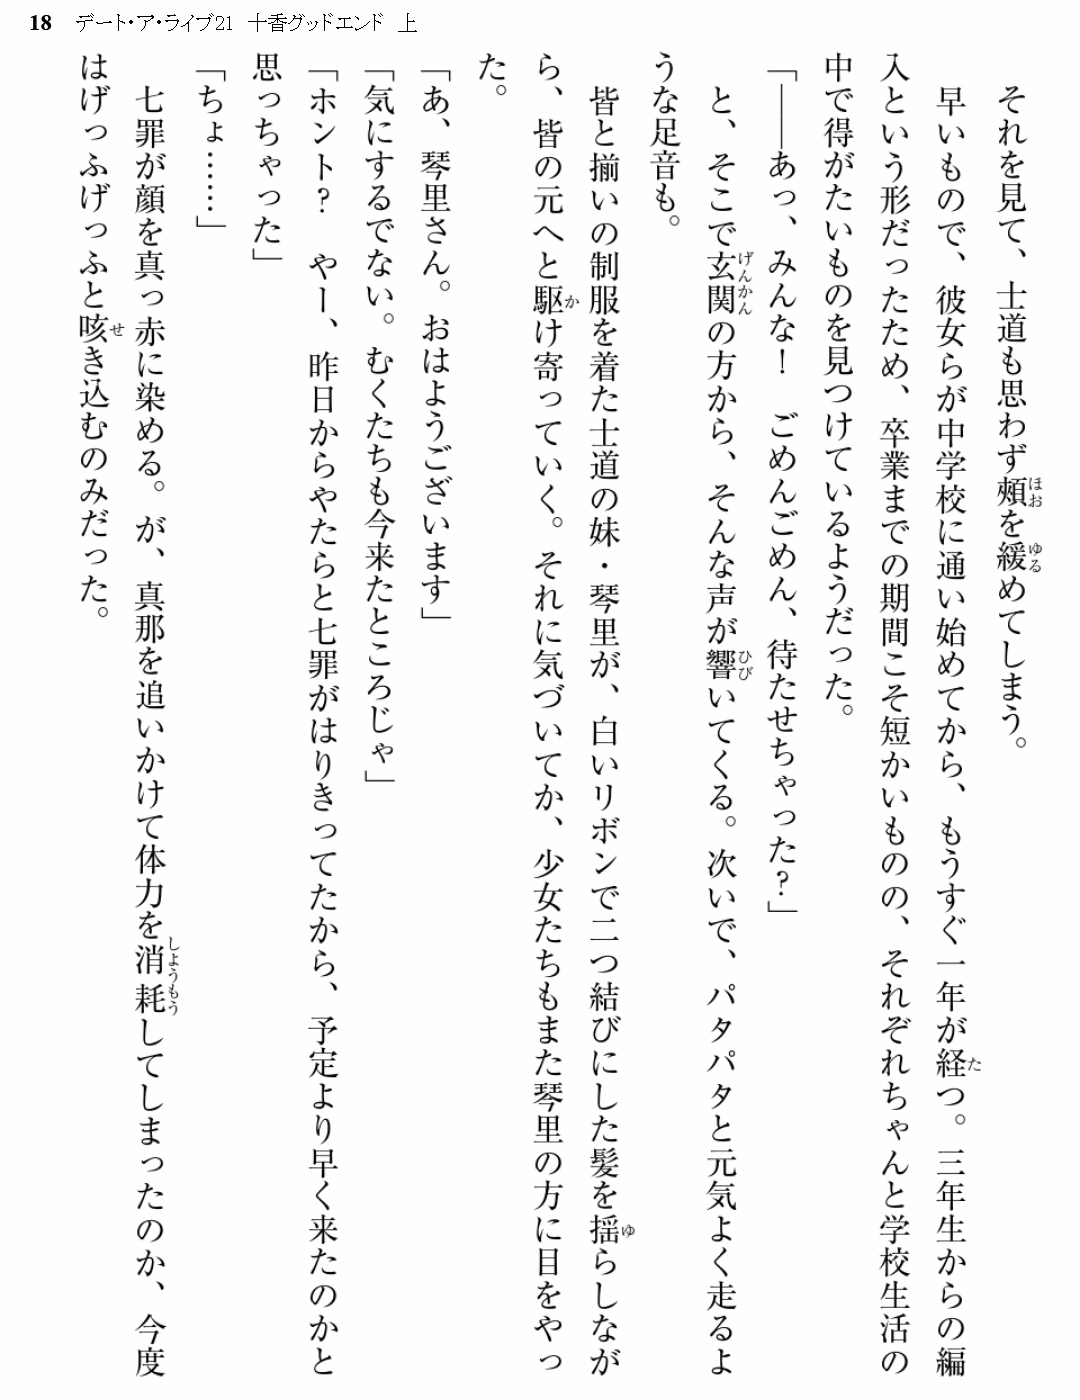 18 デート・ア・ライブ21 十香グッドエンド 上
それを見て、士道も思わず頰を緩めてしまう。
早いもので、彼女らが中学校に通い始めてから、もうすぐ一年が経つ。三年生からの編
入という形だったため、卒業までの期間こそ短かいものの、それぞれちゃんと学校生活の
中で得がたいものを見つけているようだった。
「――あっ、みんな！　ごめんごめん、待たせちゃった？」
と、そこで玄関の方から、そんな声が響いてくる。次いで、パタパタと元気よく走るよ
うな足音も。
皆と揃いの制服を着た士道の妹・琴里が、白いリボンで二つ結びにした髪を揺らしなが
ら、皆の元へと駆け寄っていく。それに気づいてか、少女たちもまた琴里の方に目をやっ
た。
「あ、琴里さん。おはようございます」
「気にするでない。むくたちも今来たところじゃ」
「ホント？　やー、昨日からやたらと七罪がはりきってたから、予定より早く来たのかと
思っちゃった」
「ちょ……」
七罪が顔を真っ赤に染める。が、真那を追いかけて体力を消耗してしまったのか、今度
はげっふげっふと咳き込むのみだった。